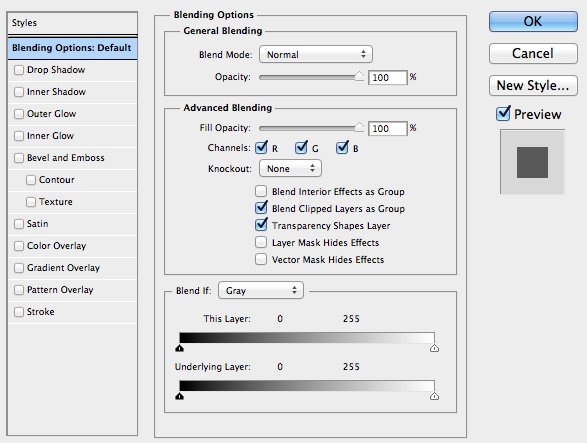 Styles
Blending Options: Default
Drop Shadow
Inner Shadow
Outer Glow
Inner Glow
Bevel and Emboss
Contour
Texture
Satin
Color Overlay
Gradient Overlay
Pattern Overlay
Stroke
Blending Options
General Blending
Blend Mode: Normal
Opacity: 100 %
Advanced Blending
Fill Opacity: 100 %
Channels: R G B
Knockout: None
Blend Interior Effects as Group
Blend Clipped Layers as Group
Transparency Shapes Layer
Layer Mask Hides Effects
Vector Mask Hides Effects
Blend If: Gray
This Layer: 0 255
Underlying Layer: 0 255
OK
Cancel
New Style...
Preview